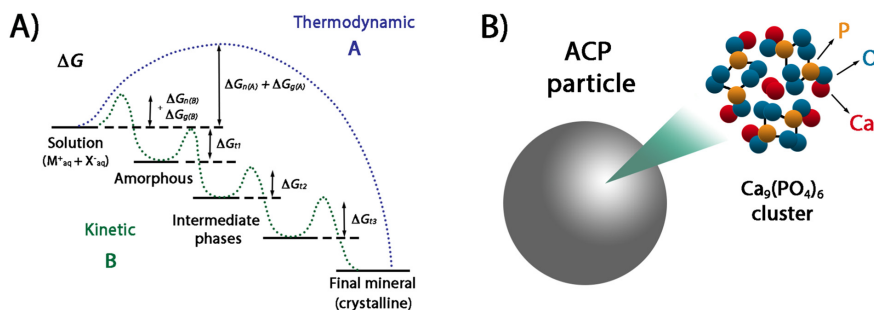 A)
Thermodynamic
A
ΔG
ΔGn(A) + ΔGg(A)
ΔGn(B)
+
ΔGg(B)
Solution
(M⁺aq + X⁻aq)
ΔGt1
Amorphous
ΔGt2
Kinetic
B
Intermediate
phases
ΔGt3
Final mineral
(crystalline)
B)
ACP
particle
P
O
Ca
Ca₉(PO₄)₆
cluster